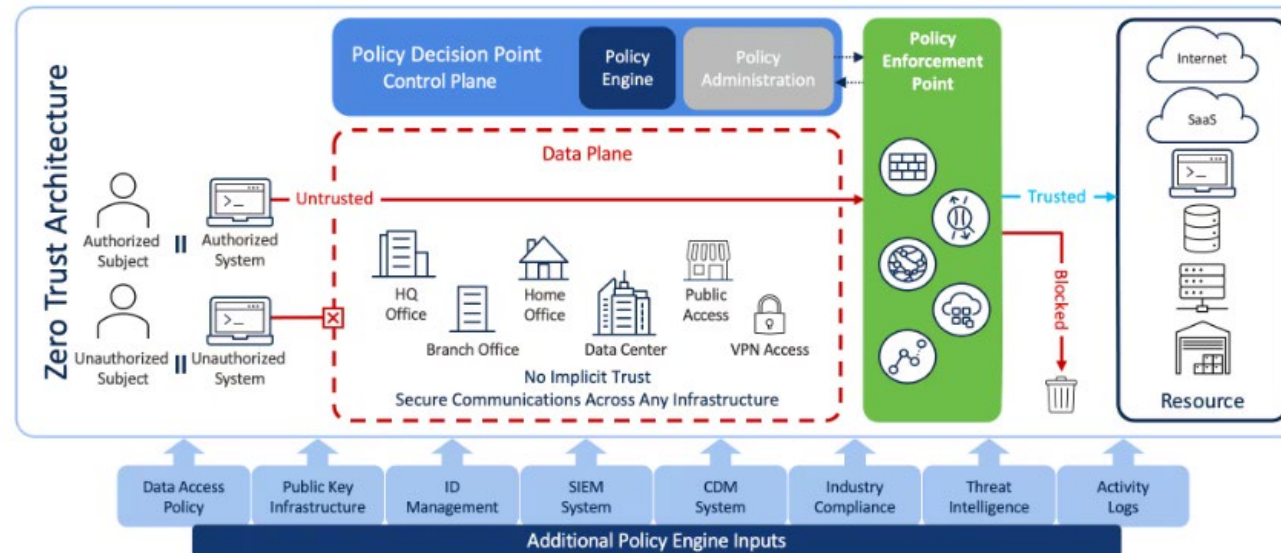 Zero Trust Architecture
Policy Decision Point
Control Plane
Policy
Engine
Policy
Administration
Policy
Enforcement
Point
Internet
SaaS
Data Plane
Untrusted
Trusted
Authorized
Subject
Authorized
System
HQ
Office
Home
Office
Public
Access
Blocked
Branch Office
Data Center
VPN Access
Unauthorized
Subject
Unauthorized
System
No Implicit Trust
Secure Communications Across Any Infrastructure
Resource
Data Access
Policy
Public Key
Infrastructure
ID
Management
SIEM
System
CDM
System
Industry
Compliance
Threat
Intelligence
Activity
Logs
Additional Policy Engine Inputs